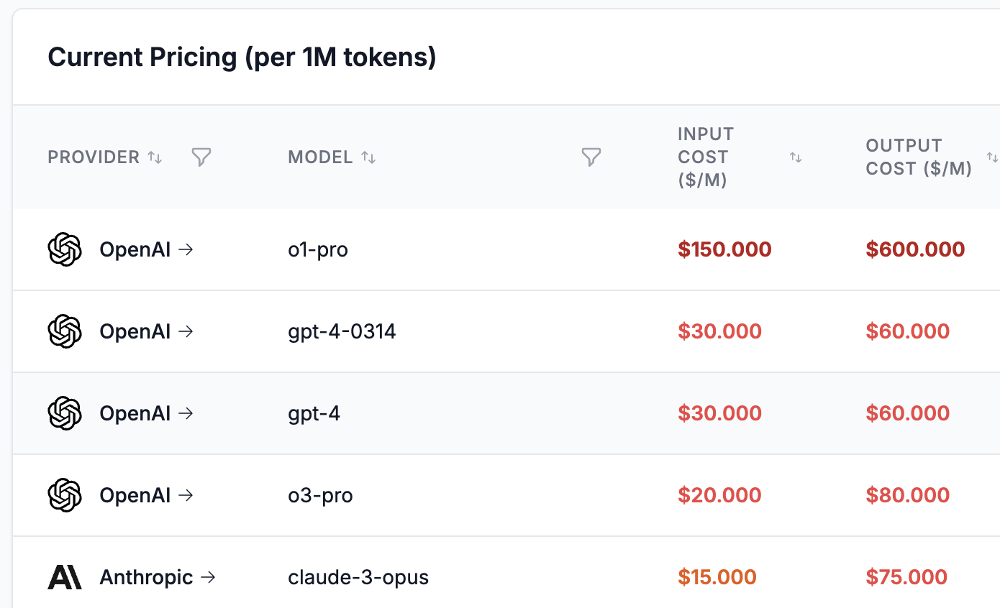 Current Pricing (per 1M tokens)
PROVIDER MODEL INPUT COST ($/M) OUTPUT COST ($/M)
OpenAI → o1-pro $150.000 $600.000
OpenAI → gpt-4-0314 $30.000 $60.000
OpenAI → gpt-4 $30.000 $60.000
OpenAI → o3-pro $20.000 $80.000
Anthropic → claude-3-opus $15.000 $75.000